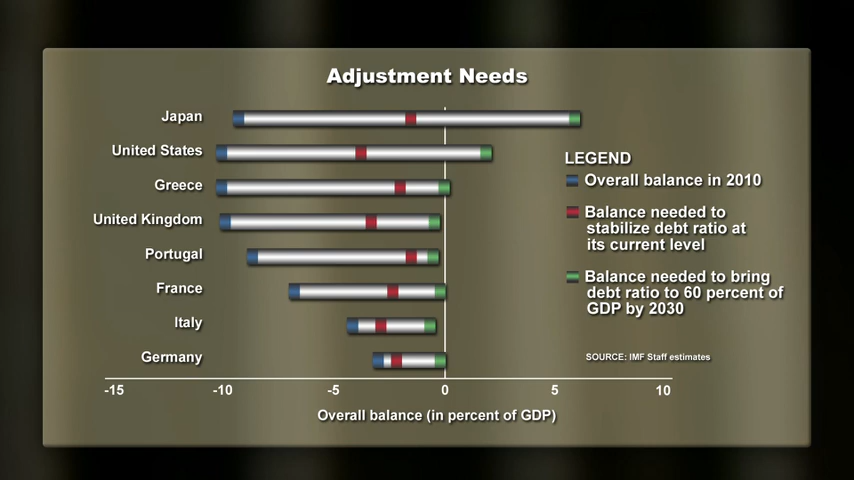 Adjustment Needs
Japan
United States
Greece
United Kingdom
Portugal
France
Italy
Germany
LEGEND
Overall balance in 2010
Balance needed to
stabilize debt ratio at
its current level
Balance needed to bring
debt ratio to 60 percent of
GDP by 2030
SOURCE: IMF Staff estimates
-15 -10 -5 0 5 10
Overall balance (in percent of GDP)